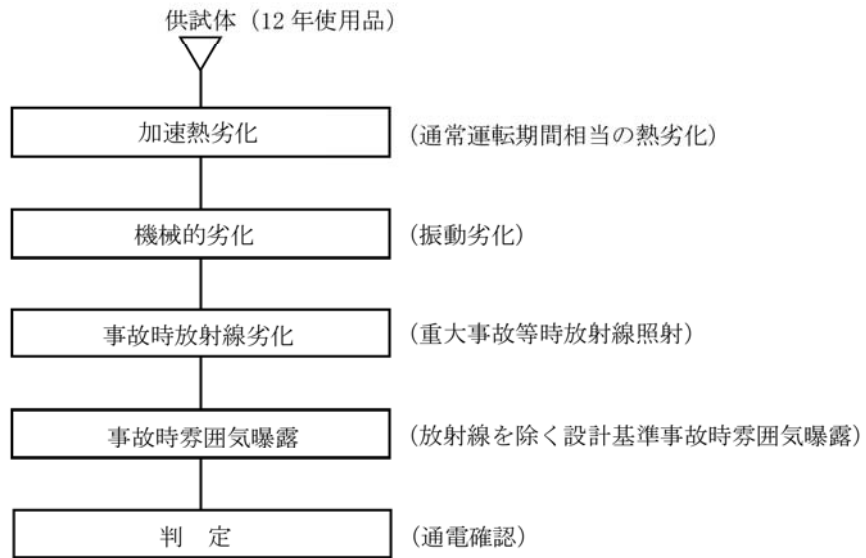 供試体（12 年使用品）
加速熱劣化 （通常運転期間相当の熱劣化）
機械的劣化 （振動劣化）
事故時放射線劣化 （重大事故等時放射線照射）
事故時雰囲気曝露 （放射線を除く設計基準事故時雰囲気曝露）
判　定 （通電確認）